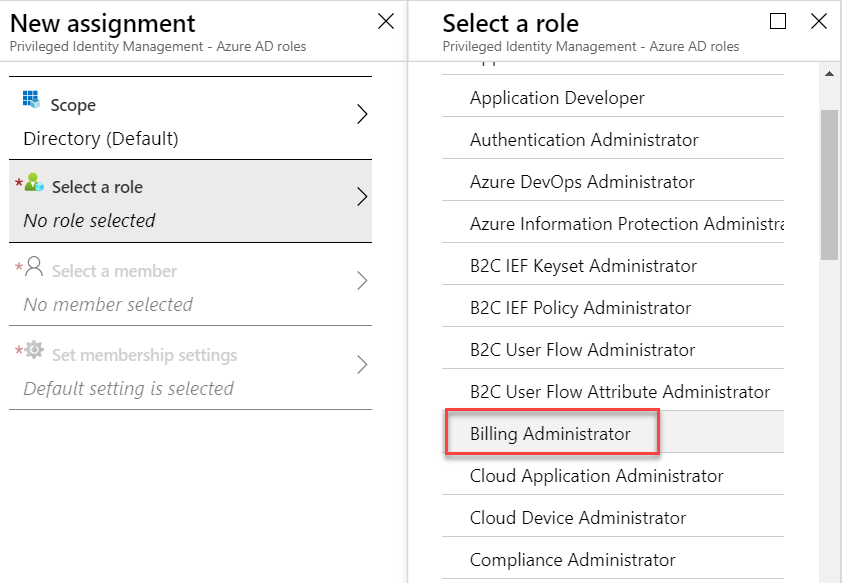 New assignment
Privileged Identity Management - Azure AD roles
Scope
Directory (Default)
* Select a role
No role selected
* Select a member
No member selected
* Set membership settings
Default setting is selected
Select a role
Privileged Identity Management - Azure AD roles
Application Developer
Authentication Administrator
Azure DevOps Administrator
Azure Information Protection Administra
B2C IEF Keyset Administrator
B2C IEF Policy Administrator
B2C User Flow Administrator
B2C User Flow Attribute Administrator
Billing Administrator
Cloud Application Administrator
Cloud Device Administrator
Compliance Administrator